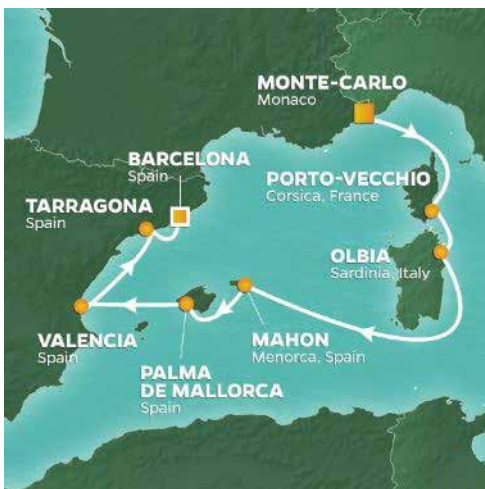 MONTE-CARLO
Monaco
BARCELONA
Spain
PORTO-VECCHIO
Corsica, France
TARRAGONA
Spain
OLBIA
Sardinia, Italy
VALENCIA
Spain
MAHON
Menorca, Spain
PALMA
DE MALLORCA
Spain